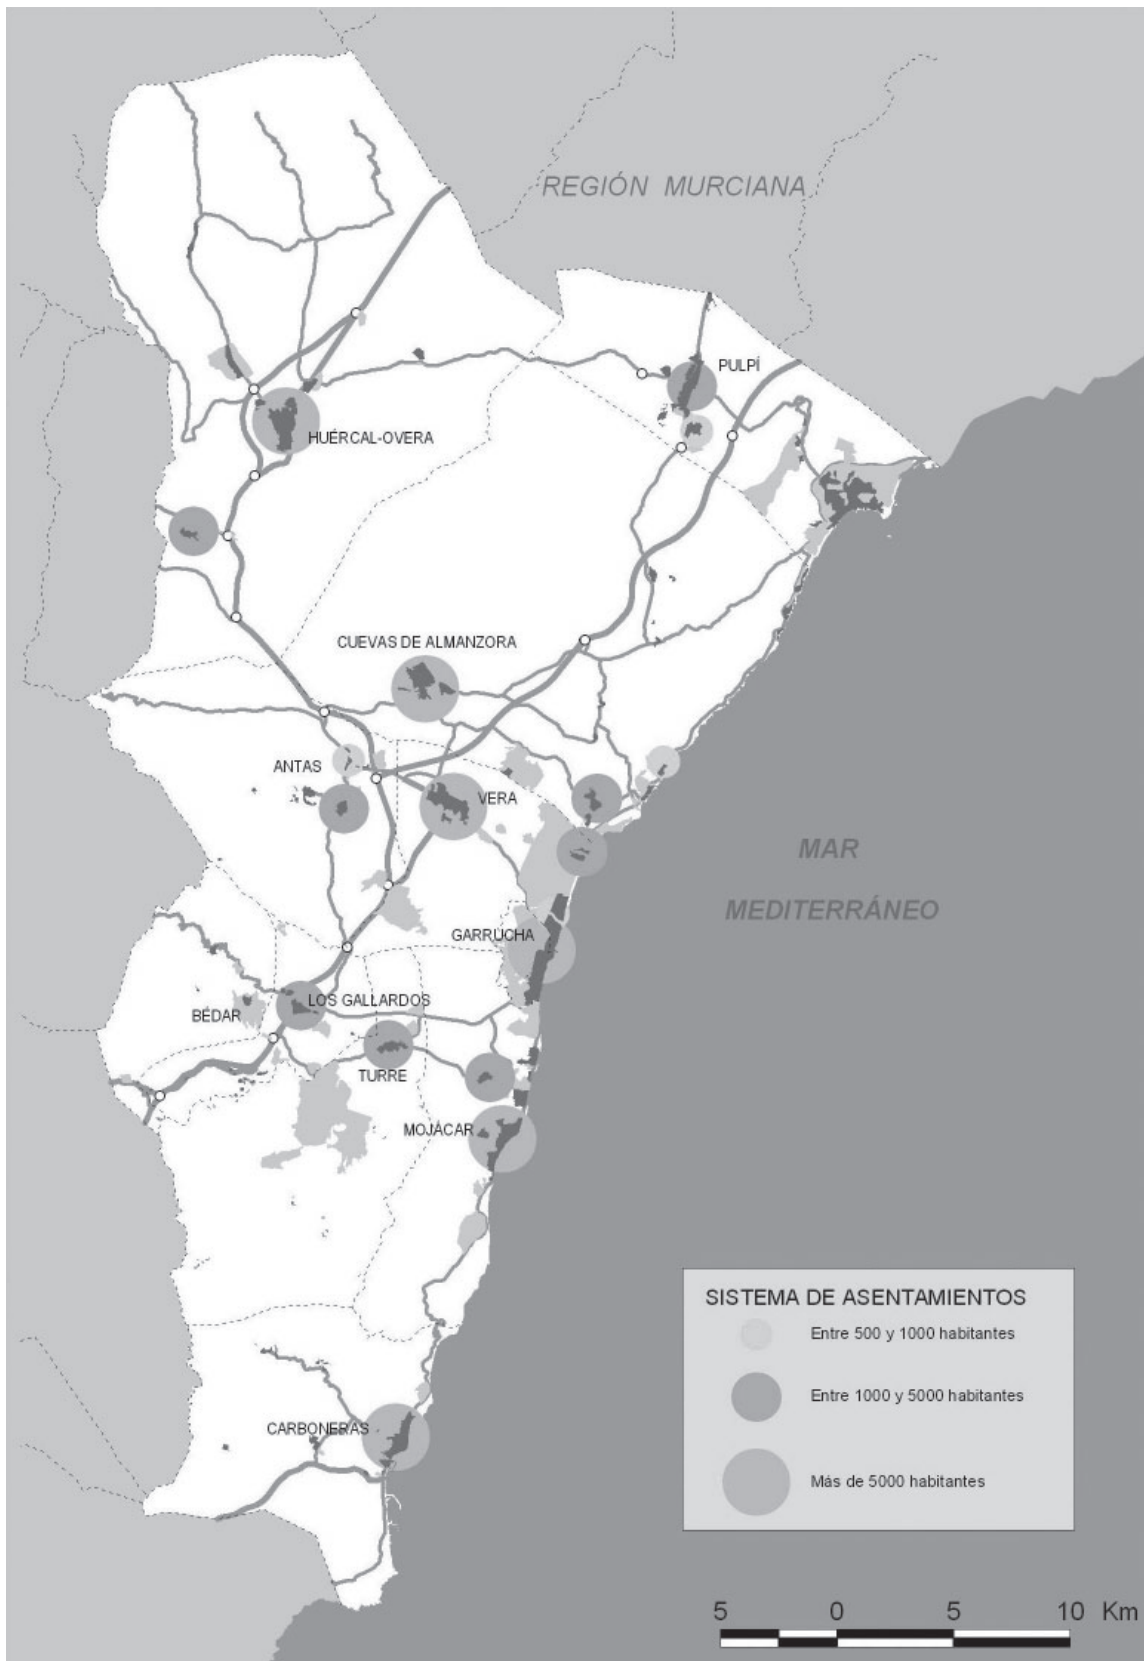 REGIÓN MURCIANA
PULPÍ
HUÉRCAL-OVERA
CUEVAS DE ALMANZORA
ANTAS
VERA
MAR
MEDITERRÁNEO
GARRUCHA
LOS GALLARDOS
BÉDAR
TURRE
MOJÁCAR
SISTEMA DE ASENTAMIENTOS
Entre 500 y 1000 habitantes
Entre 1000 y 5000 habitantes
CARBONERAS
Más de 5000 habitantes
5 0 5 10 Km